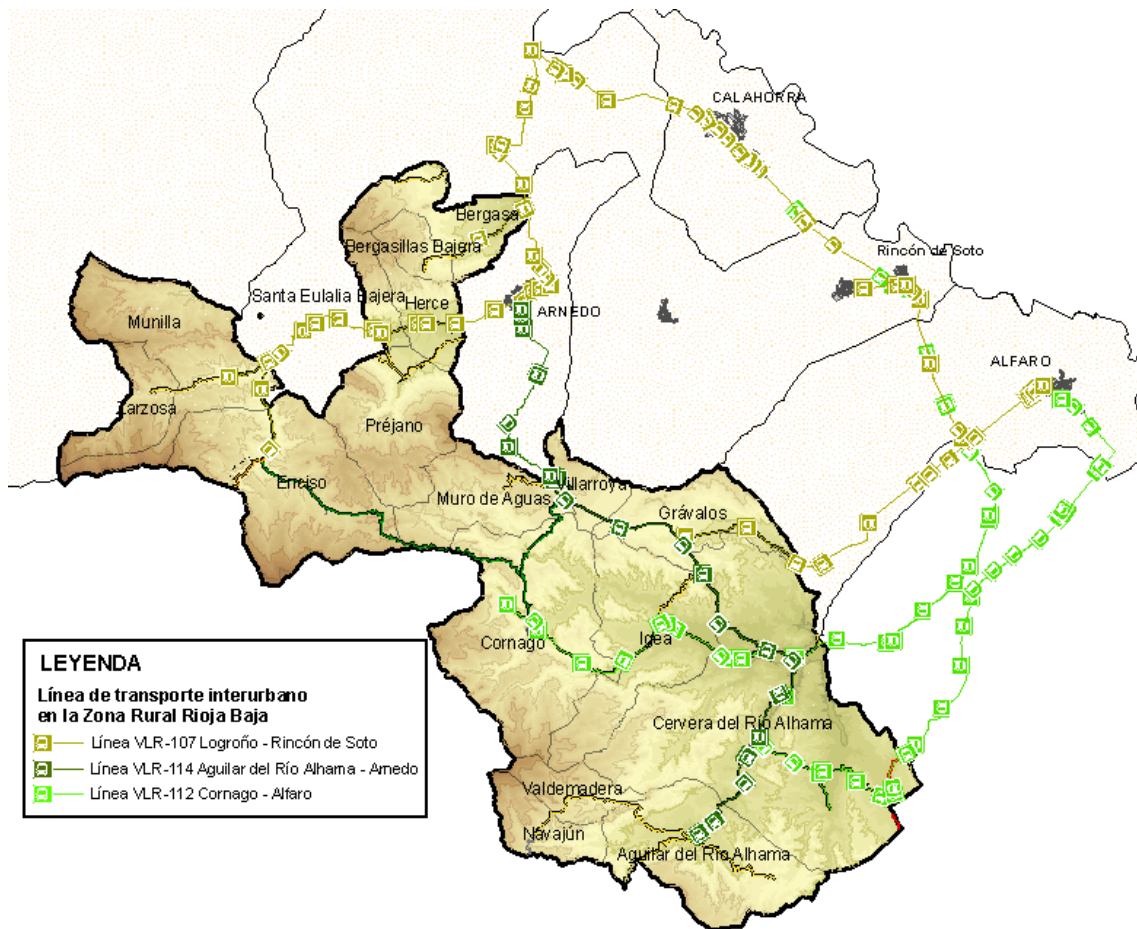 CALAHORRA
Bergasa
Bergasillas Bajera
Rincón de Soto
Santa Eulalia Bajera
Herce
ARNEDO
Munilla
ALFARO
Zarzosa
Préjano
Enciso
Villarroya
Muro de Aguas
Grávalos
Cornago
Igea
Cervera del Río Alhama
Valdemadera
Navajún
Aguilar del Río Alhama
LEYENDA
Línea de transporte interurbano
en la Zona Rural Rioja Baja
Línea VLR-107 Logroño - Rincón de Soto
Línea VLR-114 Aguilar del Río Alhama - Arnedo
Línea VLR-112 Cornago - Alfaro